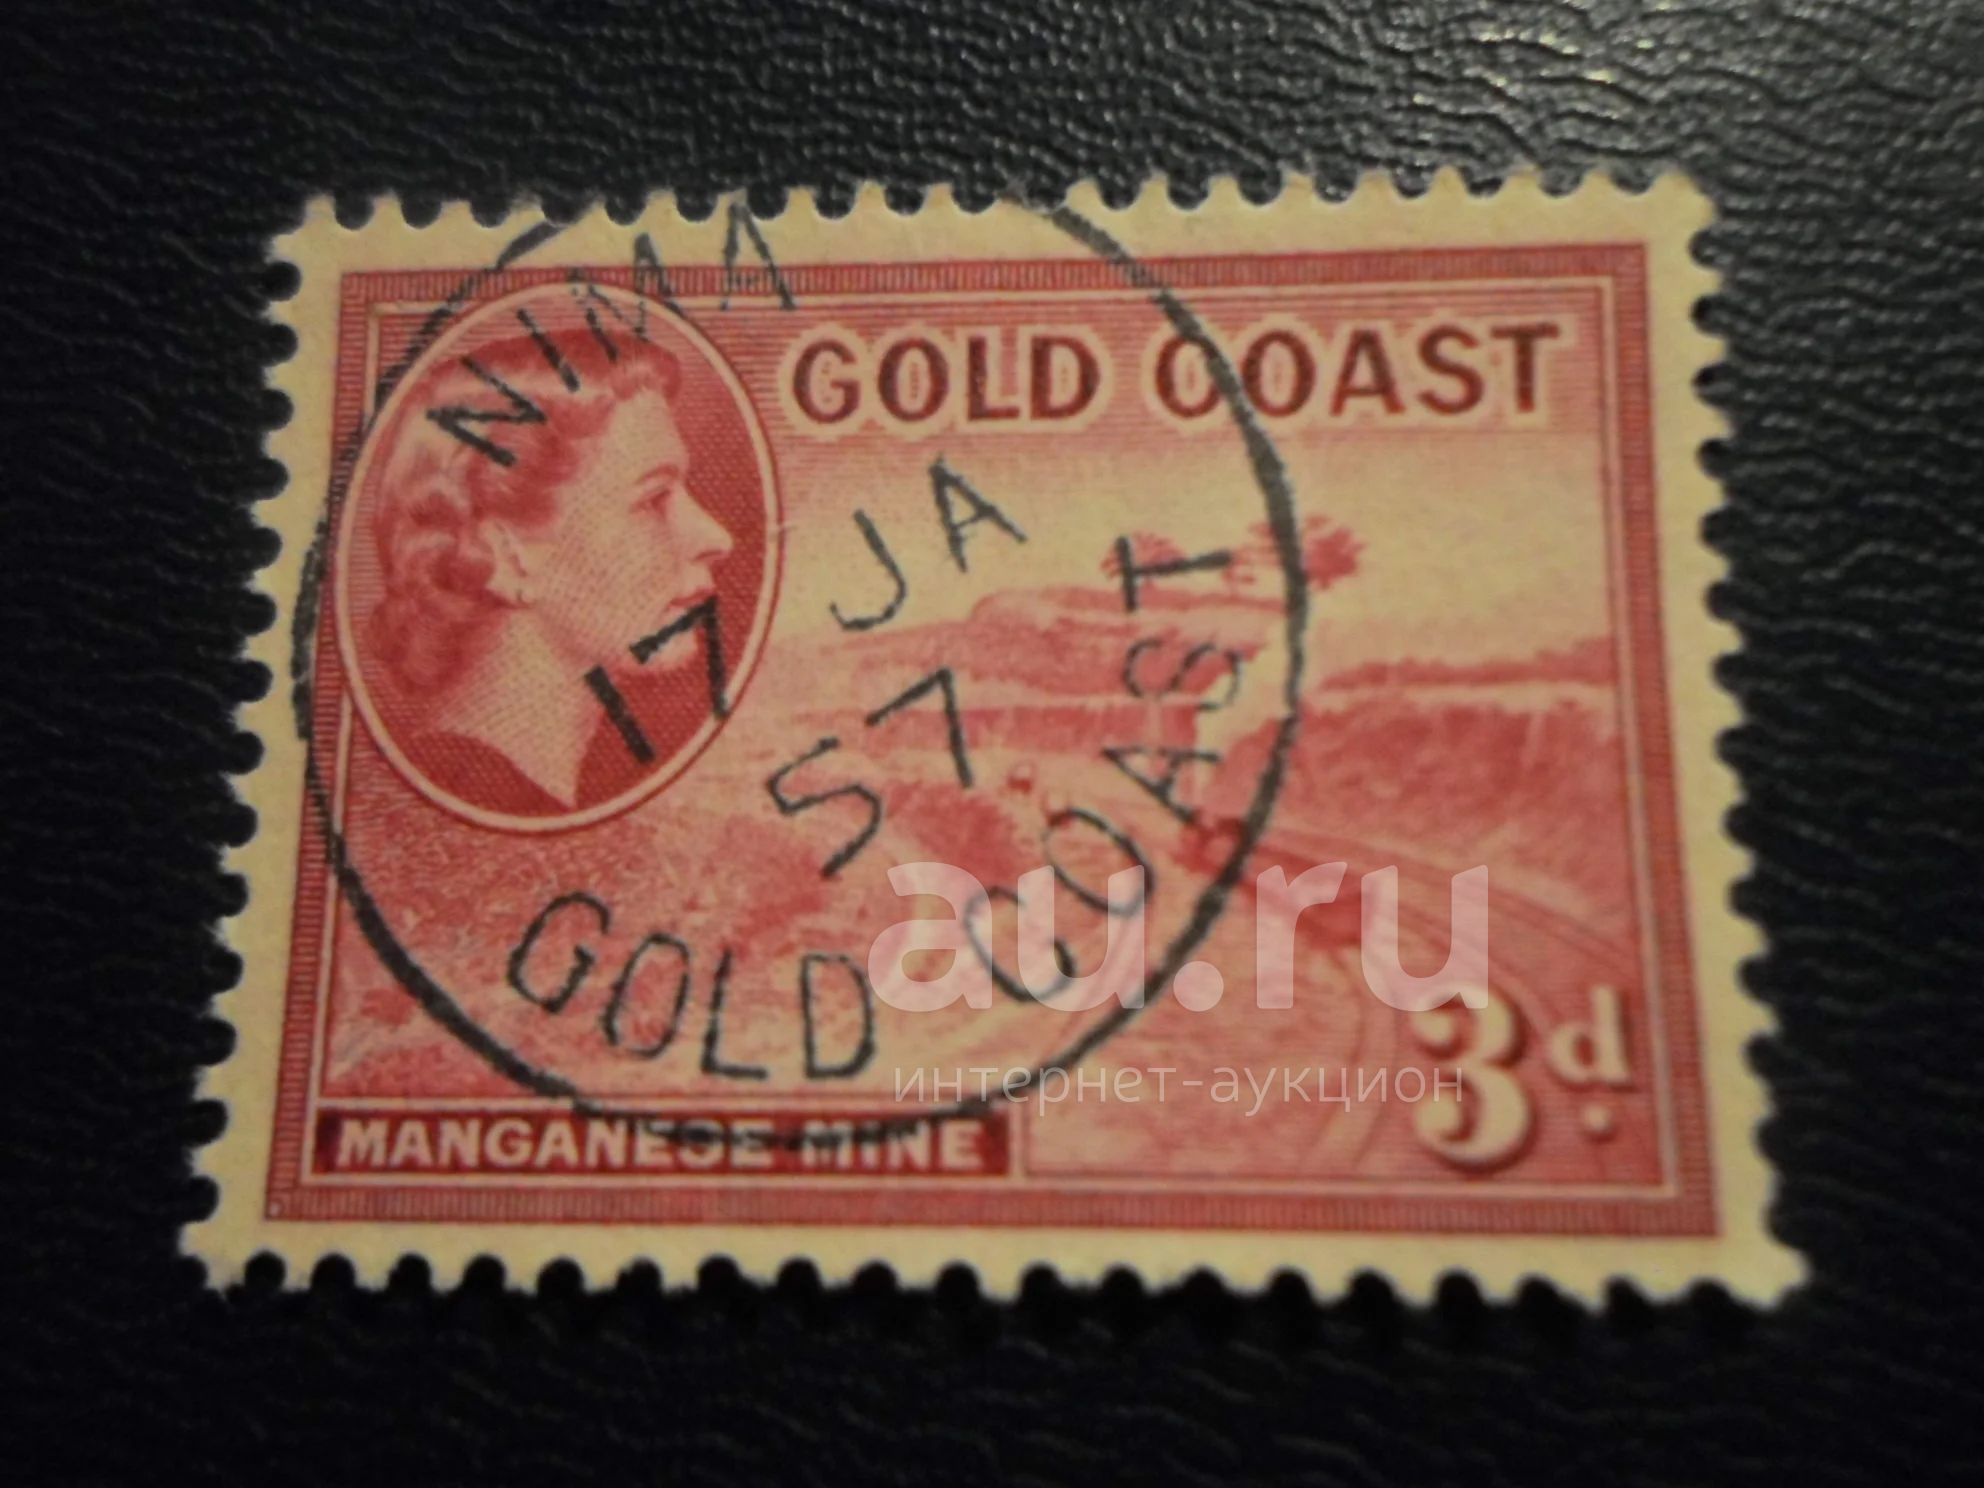 NIMA
GOLD COAST
JA
17
57
GOLD COAST
au.ru
интернет-аукцион
3d.
MANGANESE MINE